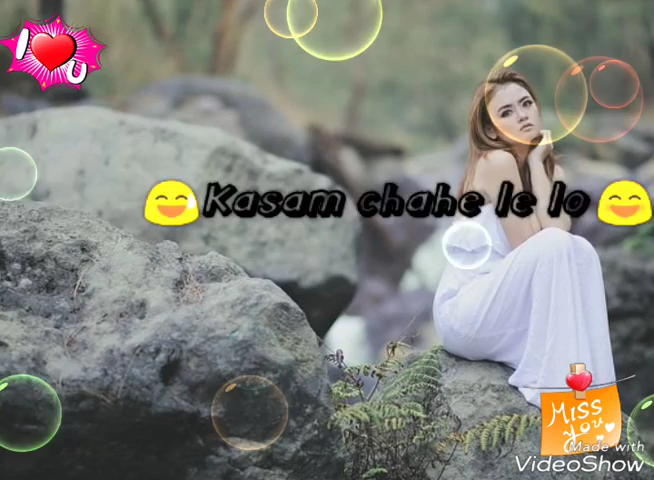 I ❤ U
😅Kasam chahe le lo😅
Miss
you
Made with
VideoShow